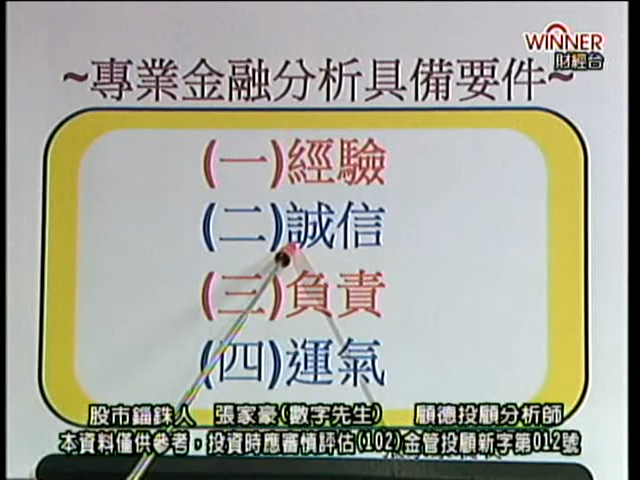 WINNER
財經台
~專業金融分析具備要件~
(一)經驗
(二)誠信
(三)負責
(四)運氣
股市錙銖人 張家豪(數字先生) 顧德投顧分析師
本資料僅供參考，投資時應審慎評估(102)金管投顧新字第012號